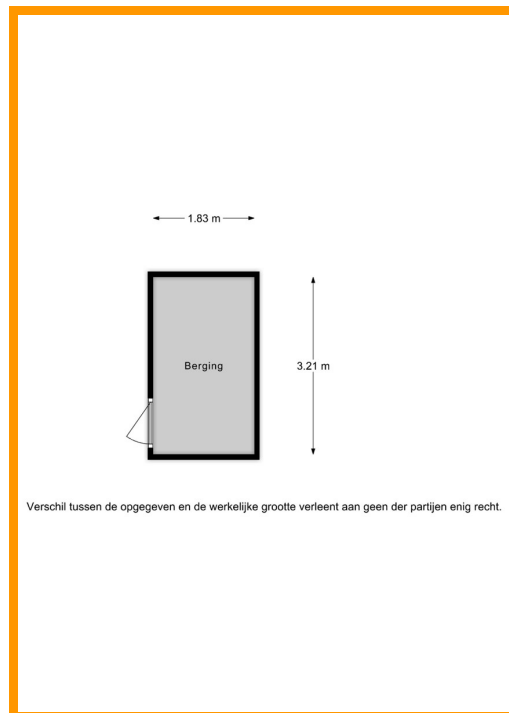 1.83 m
Berging
3.21 m
Verschil tussen de opgegeven en de werkelijke grootte verleent aan geen der partijen enig recht.